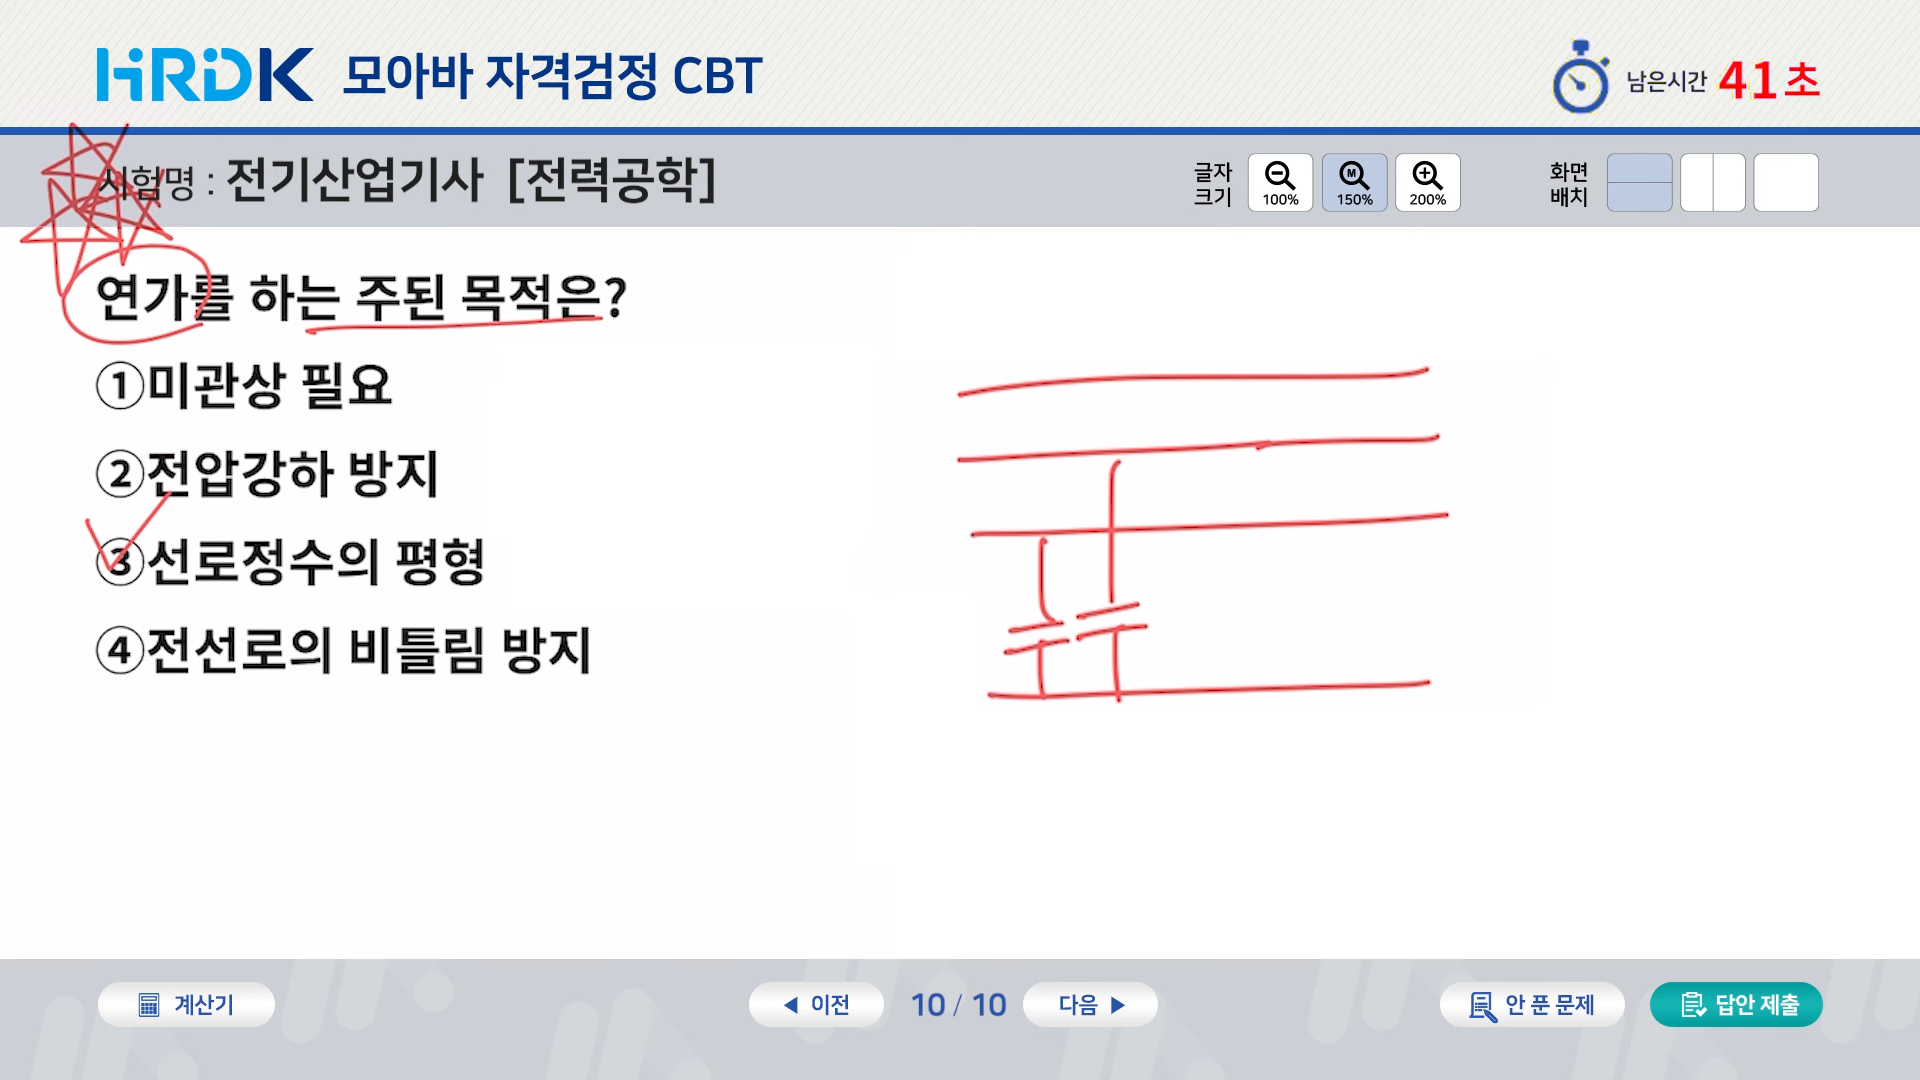 HRDK 모아바 자격검정 CBT
남은시간 41초
시험명 : 전기산업기사 [전력공학]
글자 크기
100%
M
150%
200%
화면 배치
연가를 하는 주된 목적은?
①미관상 필요
②전압강하 방지
③선로정수의 평형
④전선로의 비틀림 방지
계산기
◀ 이전
10 / 10
다음 ▶
안 푼 문제
답안 제출